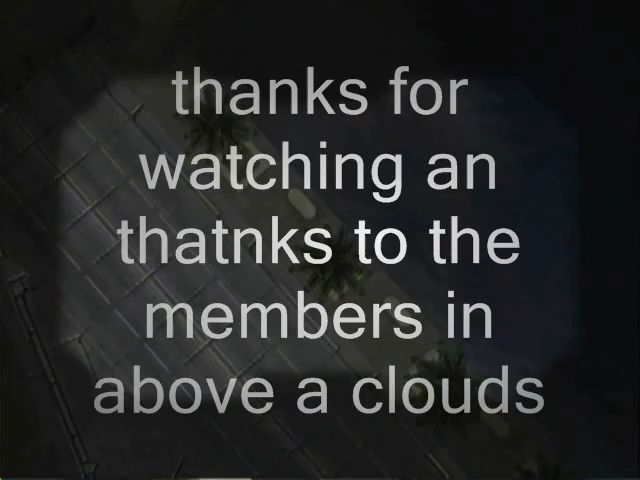 thanks for
watching an
thatnks to the
members in
above a clouds